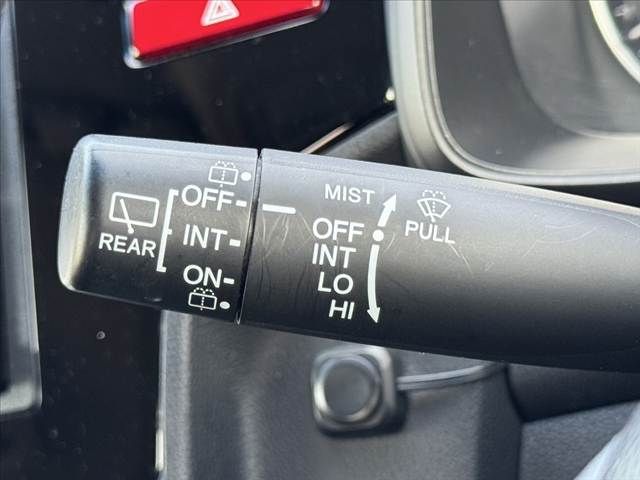 REAR
OFF
INT
ON
MIST
OFF
INT
LO
HI
PULL